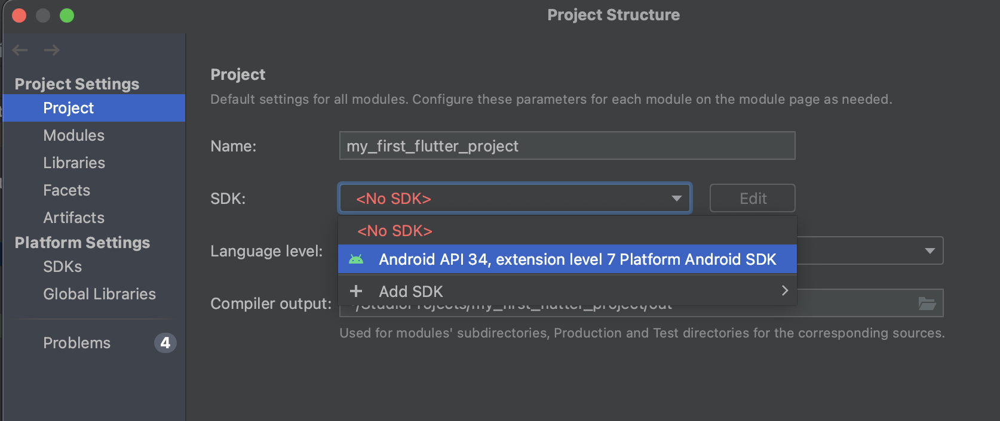 Project Structure
Project Settings
Project
Modules
Libraries
Facets
Artifacts
Platform Settings
SDKs
Global Libraries
Problems 4
Project
Default settings for all modules. Configure these parameters for each module on the module page as needed.
Name: my_first_flutter_project
SDK: <No SDK> Edit
<No SDK>
Android API 34, extension level 7 Platform Android SDK
Add SDK
Language level:
Compiler output: ~/StudioProjects/my_first_flutter_project/out
Used for modules' subdirectories, Production and Test directories for the corresponding sources.